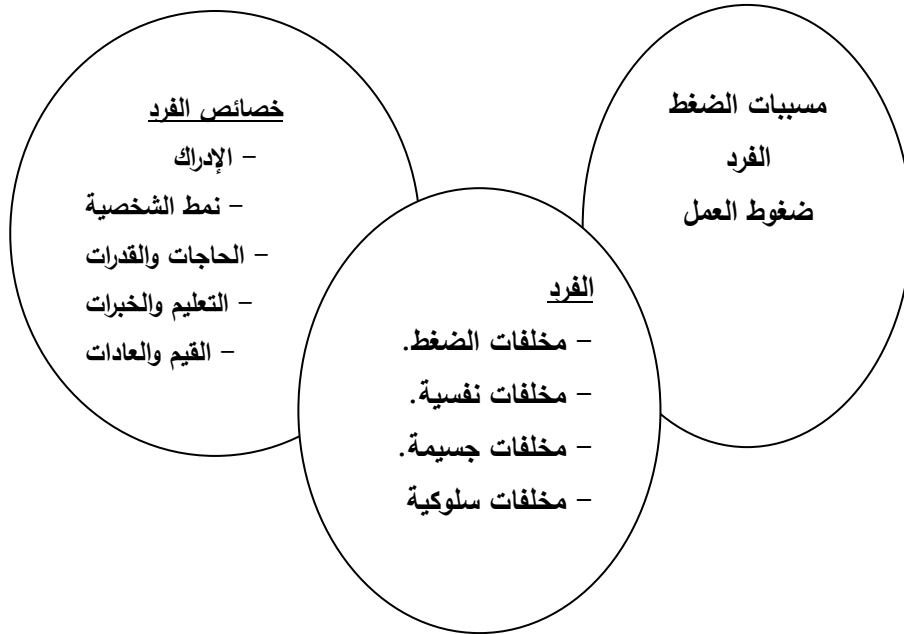 مسببات الضغط
الفرد
ضغوط العمل
خصائص الفرد
- الإدراك
- نمط الشخصية
- الحاجات والقدرات
- التعليم والخبرات
- القيم والعادات
الفرد
- مخلفات الضغط.
- مخلفات نفسية.
- مخلفات جسيمة.
- مخلفات سلوكية